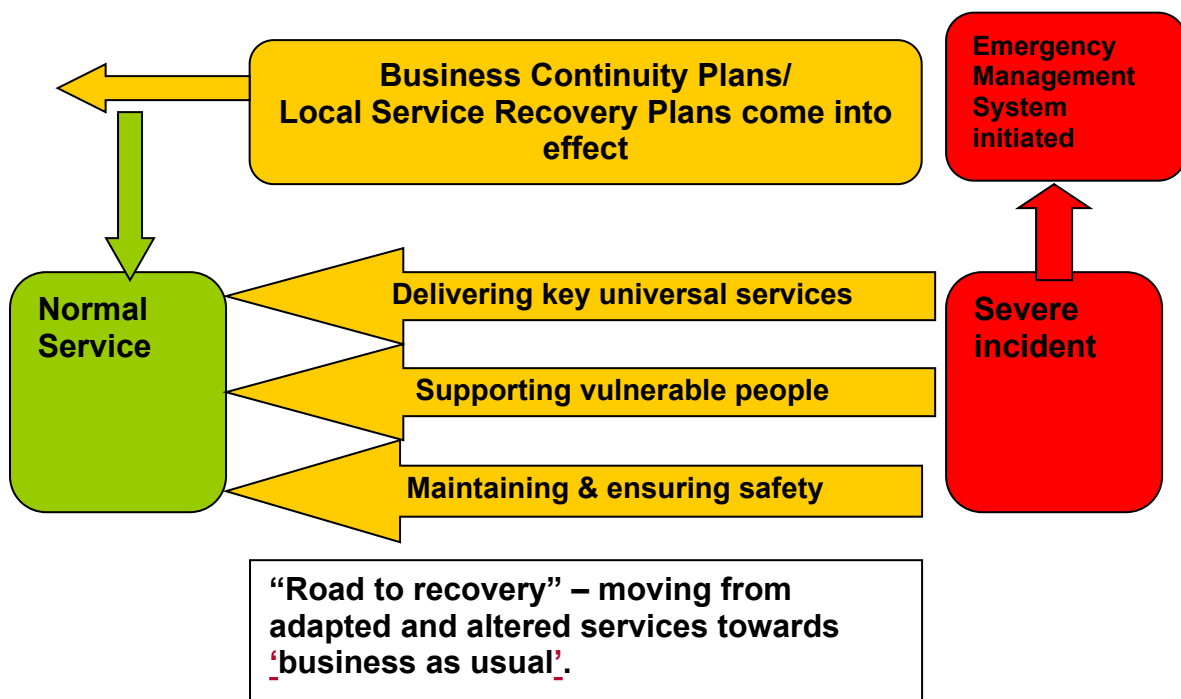 Business Continuity Plans/
Local Service Recovery Plans come into
effect
Emergency
Management
System
initiated
Normal
Service
Delivering key universal services
Supporting vulnerable people
Maintaining & ensuring safety
Severe
incident
“Road to recovery” – moving from
adapted and altered services towards
‘business as usual’.